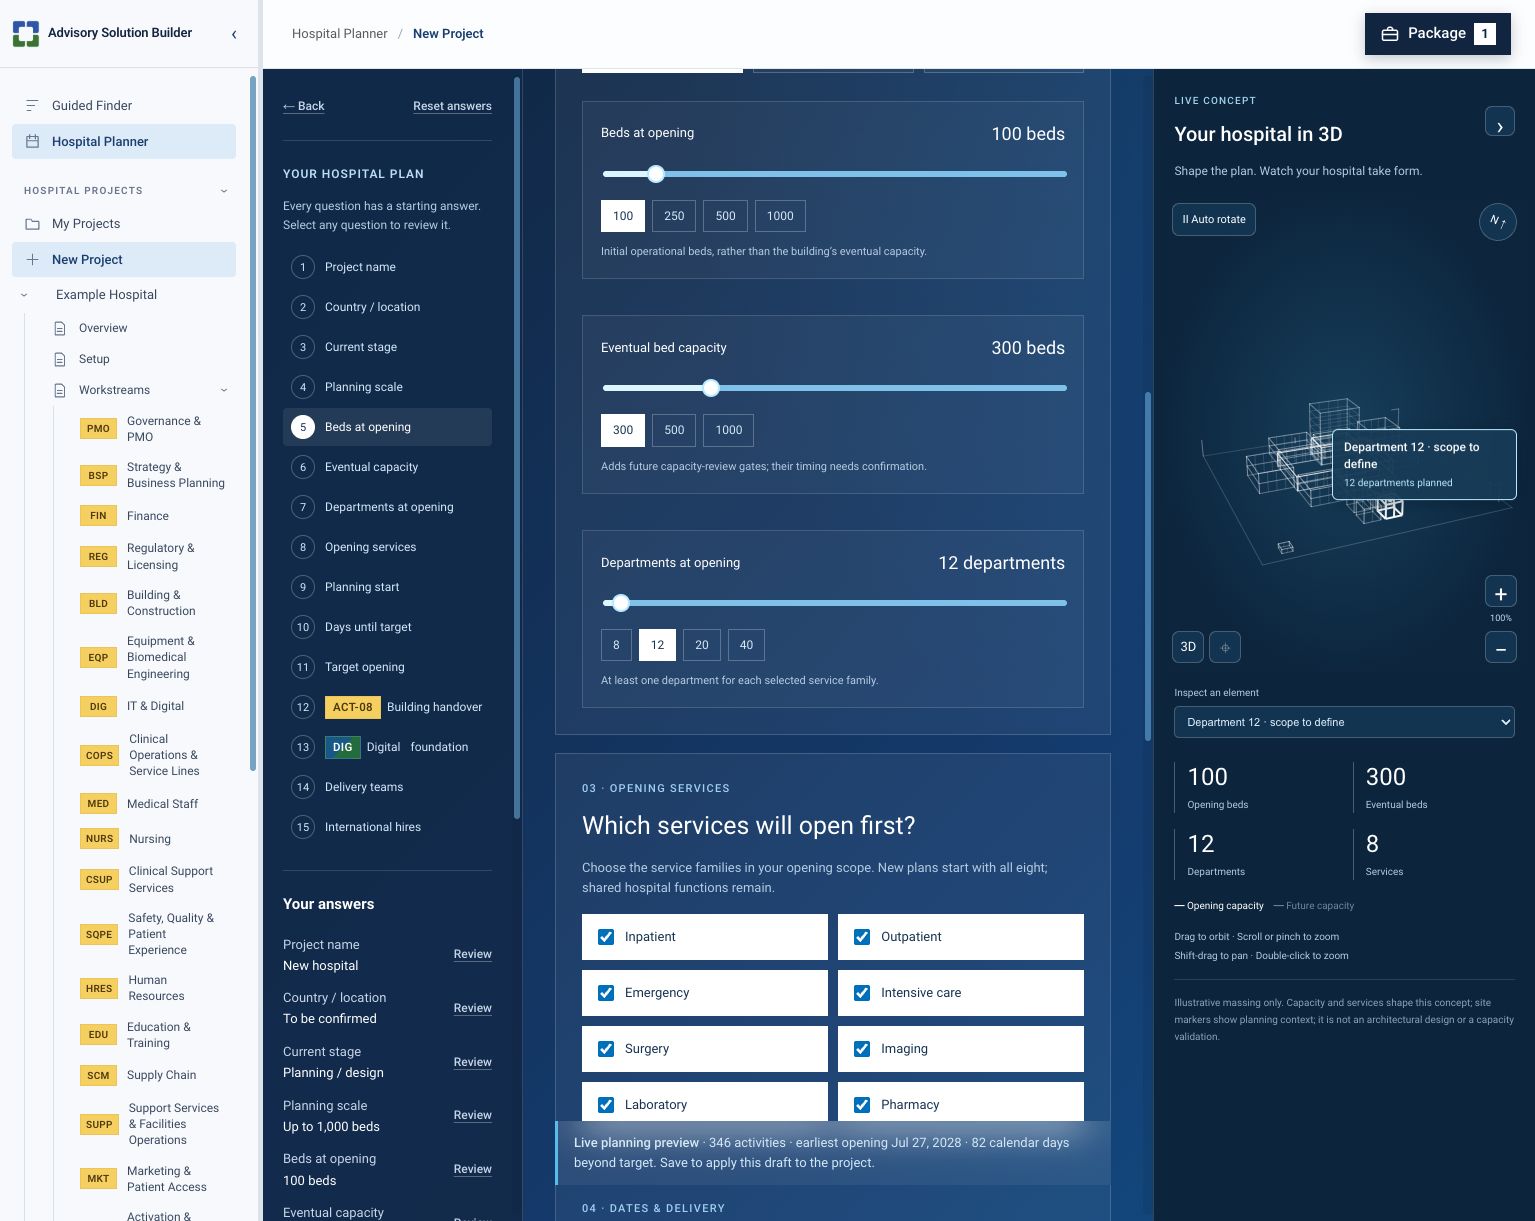 Advisory Solution Builder
Guided Finder
Hospital Planner
HOSPITAL PROJECTS
My Projects
New Project
Example Hospital
Overview
Setup
Workstreams
PMO Governance &
PMO
BSP Strategy &
Business Planning
FIN Finance
REG Regulatory &
Licensing
BLD Building &
Construction
EQP Equipment &
Biomedical
Engineering
DIG IT & Digital
COPS Clinical
Operations &
Service Lines
MED Medical Staff
NURS Nursing
CSUP Clinical Support
Services
SQPE Safety, Quality &
Patient
Experience
HRES Human
Resources
EDU Education &
Training
SCM Supply Chain
SUPP Support Services
& Facilities
Operations
MKT Marketing &
Patient Access
Activation &
Hospital Planner / New Project
Package 1
← Back Reset answers
YOUR HOSPITAL PLAN
Every question has a starting answer.
Select any question to review it.
1 Project name
2 Country / location
3 Current stage
4 Planning scale
5 Beds at opening
6 Eventual capacity
7 Departments at opening
8 Opening services
9 Planning start
10 Days until target
11 Target opening
12 ACT-08 Building handover
13 DIG Digital foundation
14 Delivery teams
15 International hires
Your answers
Project name
New hospital
Review
Country / location
To be confirmed
Review
Current stage
Planning / design
Review
Planning scale
Up to 1,000 beds
Review
Beds at opening
100 beds
Review
Eventual capacity
Beds at opening 100 beds
100 250 500 1000
Initial operational beds, rather than the building's eventual capacity.
Eventual bed capacity 300 beds
300 500 1000
Adds future capacity-review gates; their timing needs confirmation.
Departments at opening 12 departments
8 12 20 40
At least one department for each selected service family.
03 · OPENING SERVICES
Which services will open first?
Choose the service families in your opening scope. New plans start with all eight;
shared hospital functions remain.
Inpatient Outpatient
Emergency Intensive care
Surgery Imaging
Laboratory Pharmacy
Live planning preview · 346 activities · earliest opening Jul 27, 2028 · 82 calendar days
beyond target. Save to apply this draft to the project.
04 · DATES & DELIVERY
LIVE CONCEPT
Your hospital in 3D
Shape the plan. Watch your hospital take form.
II Auto rotate
N ↑
Department 12 · scope to
define
12 departments planned
+
100%
3D
−
Inspect an element
Department 12 · scope to define
100
Opening beds
300
Eventual beds
12
Departments
8
Services
— Opening capacity — Future capacity
Drag to orbit · Scroll or pinch to zoom
Shift-drag to pan · Double-click to zoom
Illustrative massing only. Capacity and services shape this concept; site
markers show planning context; it is not an architectural design or a capacity
validation.